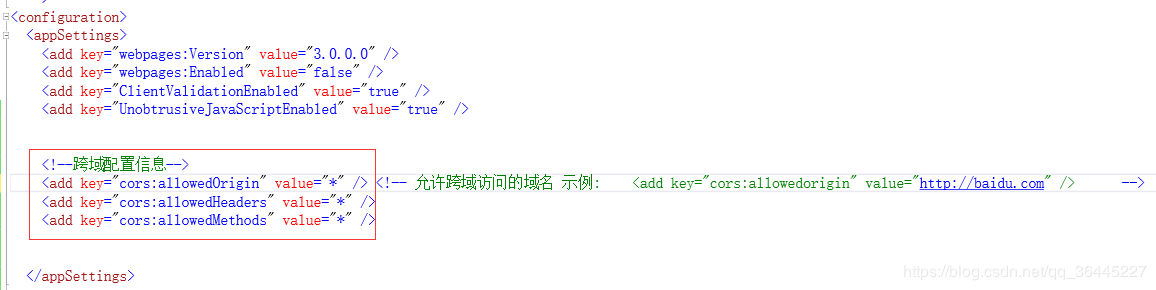 <configuration>
<appSettings>
<add key="webpages:Version" value="3.0.0.0" />
<add key="webpages:Enabled" value="false" />
<add key="ClientValidationEnabled" value="true" />
<add key="UnobtrusiveJavaScriptEnabled" value="true" />
<!--跨域配置信息-->
<add key="cors:allowedOrigin" value="*" /> <!-- 允许跨域访问的域名 示例: <add key="cors:allowedorigin" value="http://baidu.com" /> -->
<add key="cors:allowedHeaders" value="*" />
<add key="cors:allowedMethods" value="*" />
</appSettings>
https://blog.csdn.net/qq_36445227